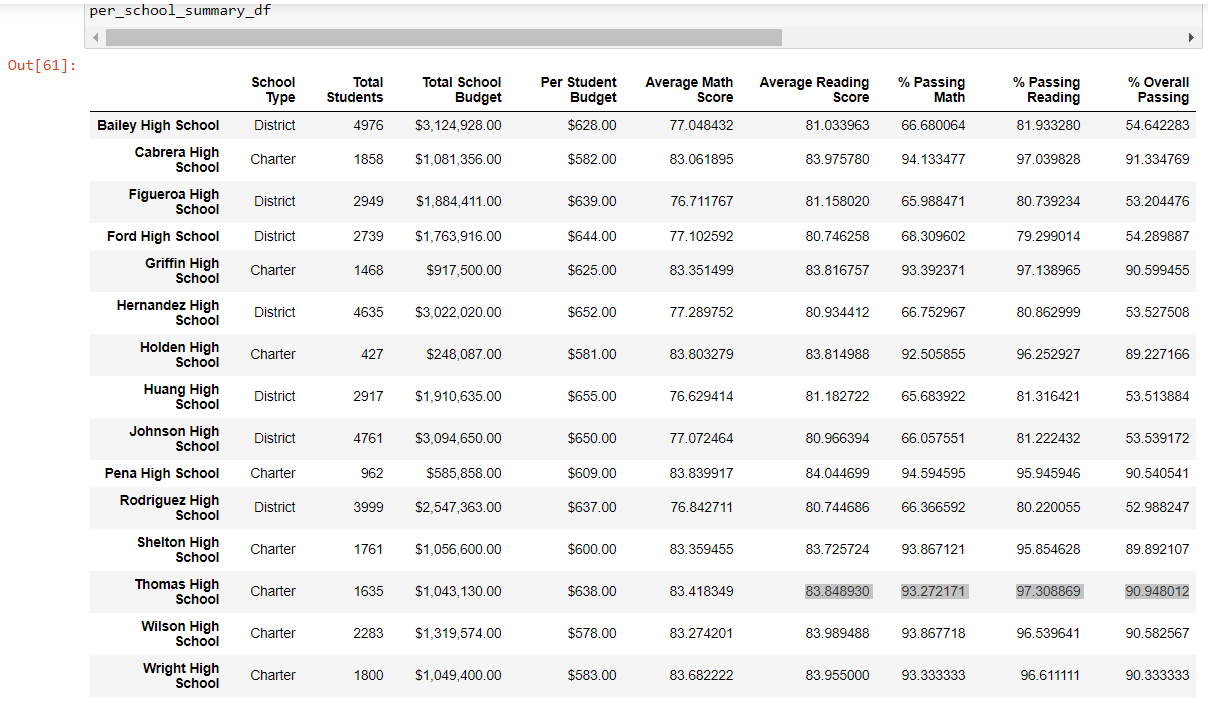 per_school_summary_df
Out[61]:
School Type Total Students Total School Budget Per Student Budget Average Math Score Average Reading Score % Passing Math % Passing Reading % Overall Passing
Bailey High School District 4976 $3,124,928.00 $628.00 77.048432 81.033963 66.680064 81.933280 54.642283
Cabrera High School Charter 1858 $1,081,356.00 $582.00 83.061895 83.975780 94.133477 97.039828 91.334769
Figueroa High School District 2949 $1,884,411.00 $639.00 76.711767 81.158020 65.988471 80.739234 53.204476
Ford High School District 2739 $1,763,916.00 $644.00 77.102592 80.746258 68.309602 79.299014 54.289887
Griffin High School Charter 1468 $917,500.00 $625.00 83.351499 83.816757 93.392371 97.138965 90.599455
Hernandez High School District 4635 $3,022,020.00 $652.00 77.289752 80.934412 66.752967 80.862999 53.527508
Holden High School Charter 427 $248,087.00 $581.00 83.803279 83.814988 92.505855 96.252927 89.227166
Huang High School District 2917 $1,910,635.00 $655.00 76.629414 81.182722 65.683922 81.316421 53.513884
Johnson High School District 4761 $3,094,650.00 $650.00 77.072464 80.966394 66.057551 81.222432 53.539172
Pena High School Charter 962 $585,858.00 $609.00 83.839917 84.044699 94.594595 95.945946 90.540541
Rodriguez High School District 3999 $2,547,363.00 $637.00 76.842711 80.744686 66.366592 80.220055 52.988247
Shelton High School Charter 1761 $1,056,600.00 $600.00 83.359455 83.725724 93.867121 95.854628 89.892107
Thomas High School Charter 1635 $1,043,130.00 $638.00 83.418349 83.848930 93.272171 97.308869 90.948012
Wilson High School Charter 2283 $1,319,574.00 $578.00 83.274201 83.989488 93.867718 96.539641 90.582567
Wright High School Charter 1800 $1,049,400.00 $583.00 83.682222 83.955000 93.333333 96.611111 90.333333